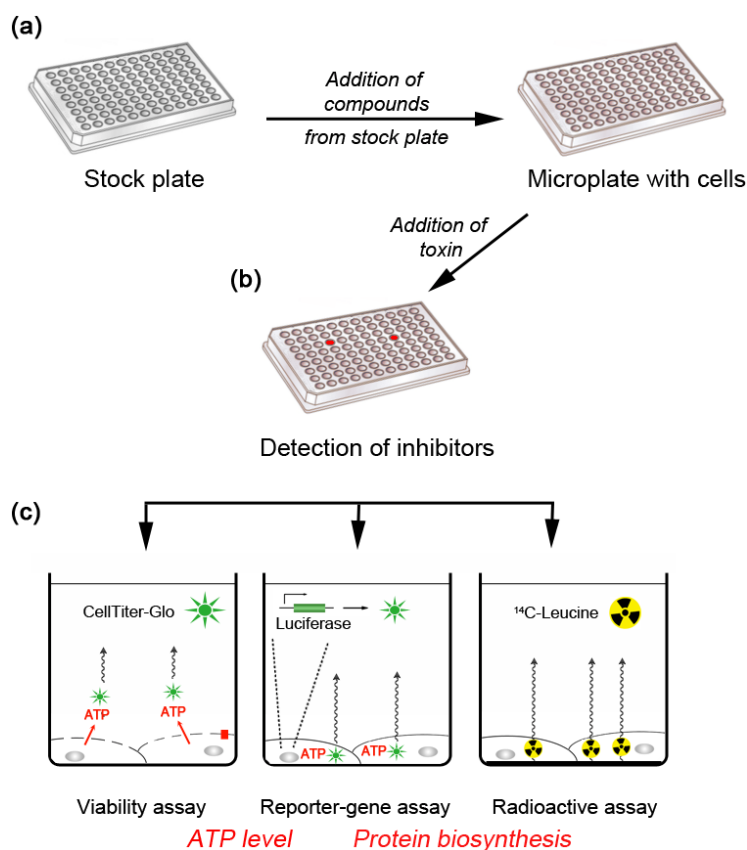 (a)
Addition of
compounds
from stock plate
Stock plate
Microplate with cells
Addition of
toxin
(b)
Detection of inhibitors
(c)
CellTiter-Glo
ATP
ATP
Luciferase
ATP
ATP
¹⁴C-Leucine
Viability assay
Reporter-gene assay
Radioactive assay
ATP level
Protein biosynthesis